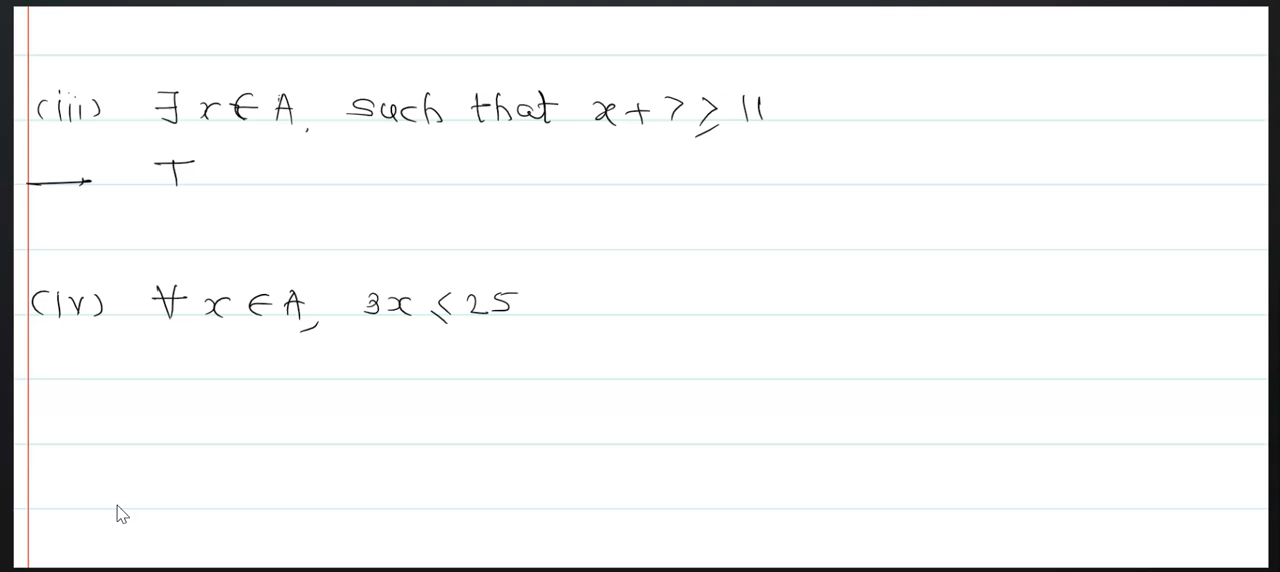 (iii) ∃ x ∈ A, such that x + 7 ≥ 11
→ T
(iv) ∀ x ∈ A, 3x ≤ 25